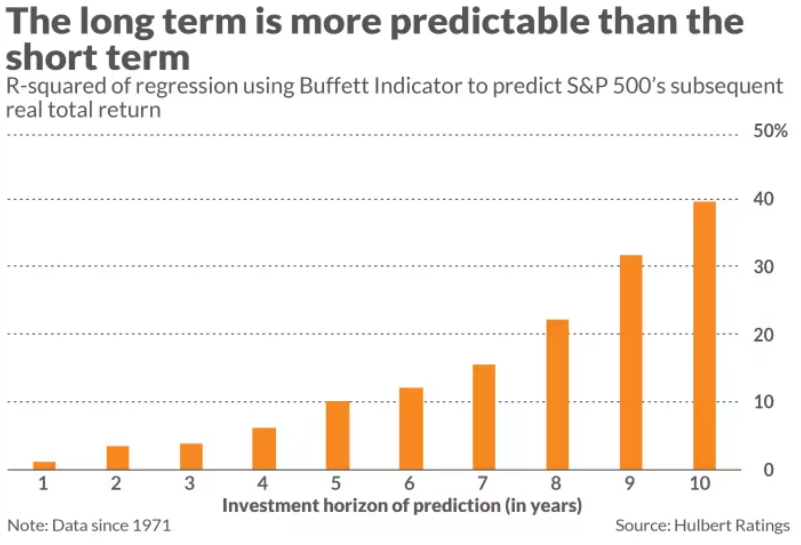 The long term is more predictable than the
short term
R-squared of regression using Buffett Indicator to predict S&P 500's subsequent
real total return
50%
40
30
20
10
0
1 2 3 4 5 6 7 8 9 10
Investment horizon of prediction (in years)
Note: Data since 1971
Source: Hulbert Ratings